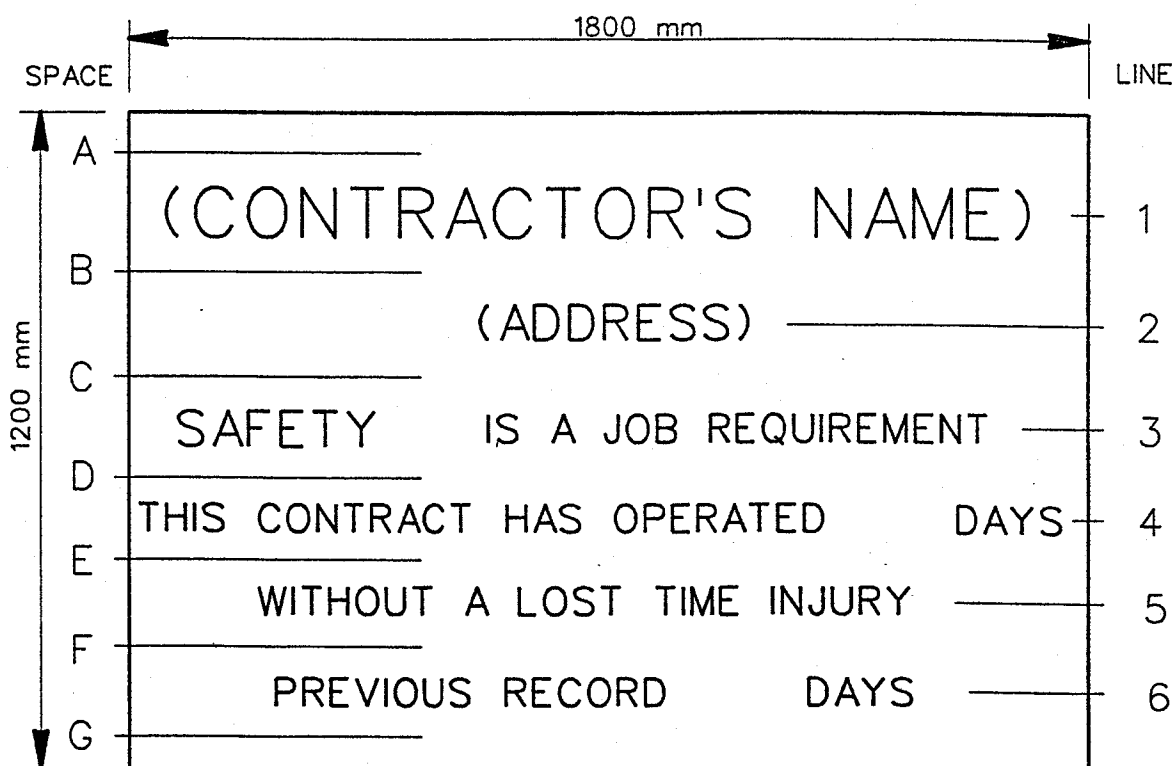 1800 mm
SPACE LINE
A
(CONTRACTOR'S NAME) 1
B
(ADDRESS) 2
C
1200 mm
SAFETY IS A JOB REQUIREMENT 3
D
THIS CONTRACT HAS OPERATED DAYS 4
E
WITHOUT A LOST TIME INJURY 5
F
PREVIOUS RECORD DAYS 6
G